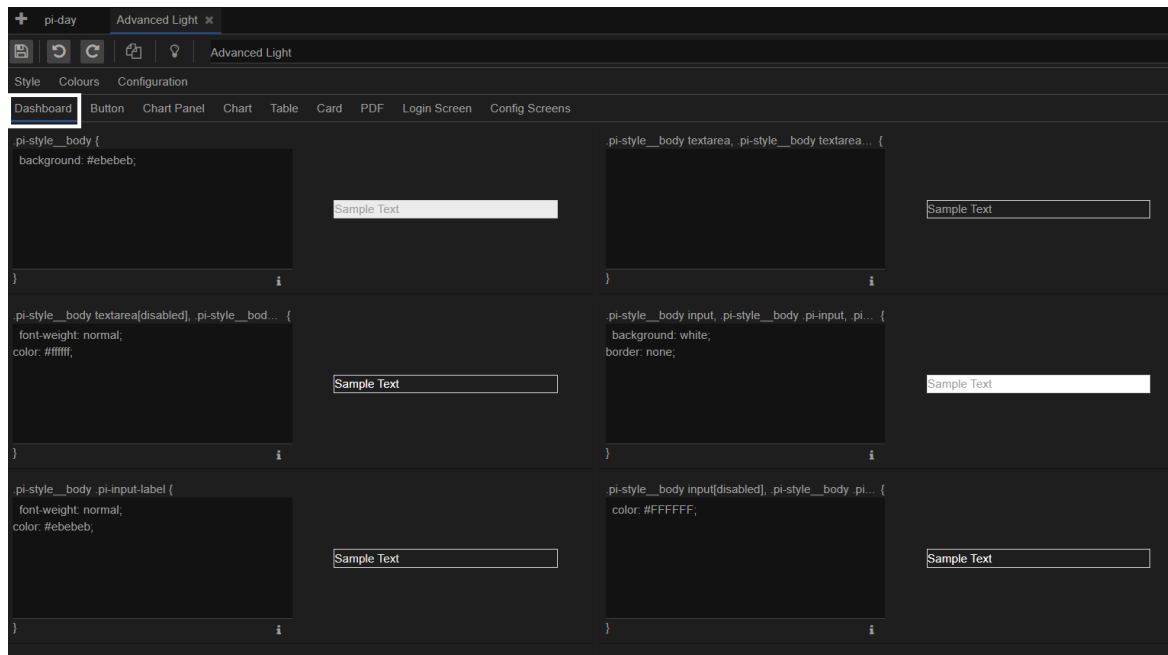 pi-day Advanced Light
Advanced Light
Style Colours Configuration
Dashboard Button Chart Panel Chart Table Card PDF Login Screen Config Screens
.pi-style__body {
background: #ebebeb;
Sample Text
}
.pi-style__body textarea, .pi-style__body textarea... {
Sample Text
}
.pi-style__body textarea[disabled], .pi-style__bod... {
font-weight: normal;
color: #ffffff;
Sample Text
}
.pi-style__body input, .pi-style__body .pi-input, .pi... {
background: white;
border: none;
Sample Text
}
.pi-style__body .pi-input-label {
font-weight: normal;
color: #ebebeb;
Sample Text
}
.pi-style__body input[disabled], .pi-style__body .pi... {
color: #FFFFFF;
Sample Text
}